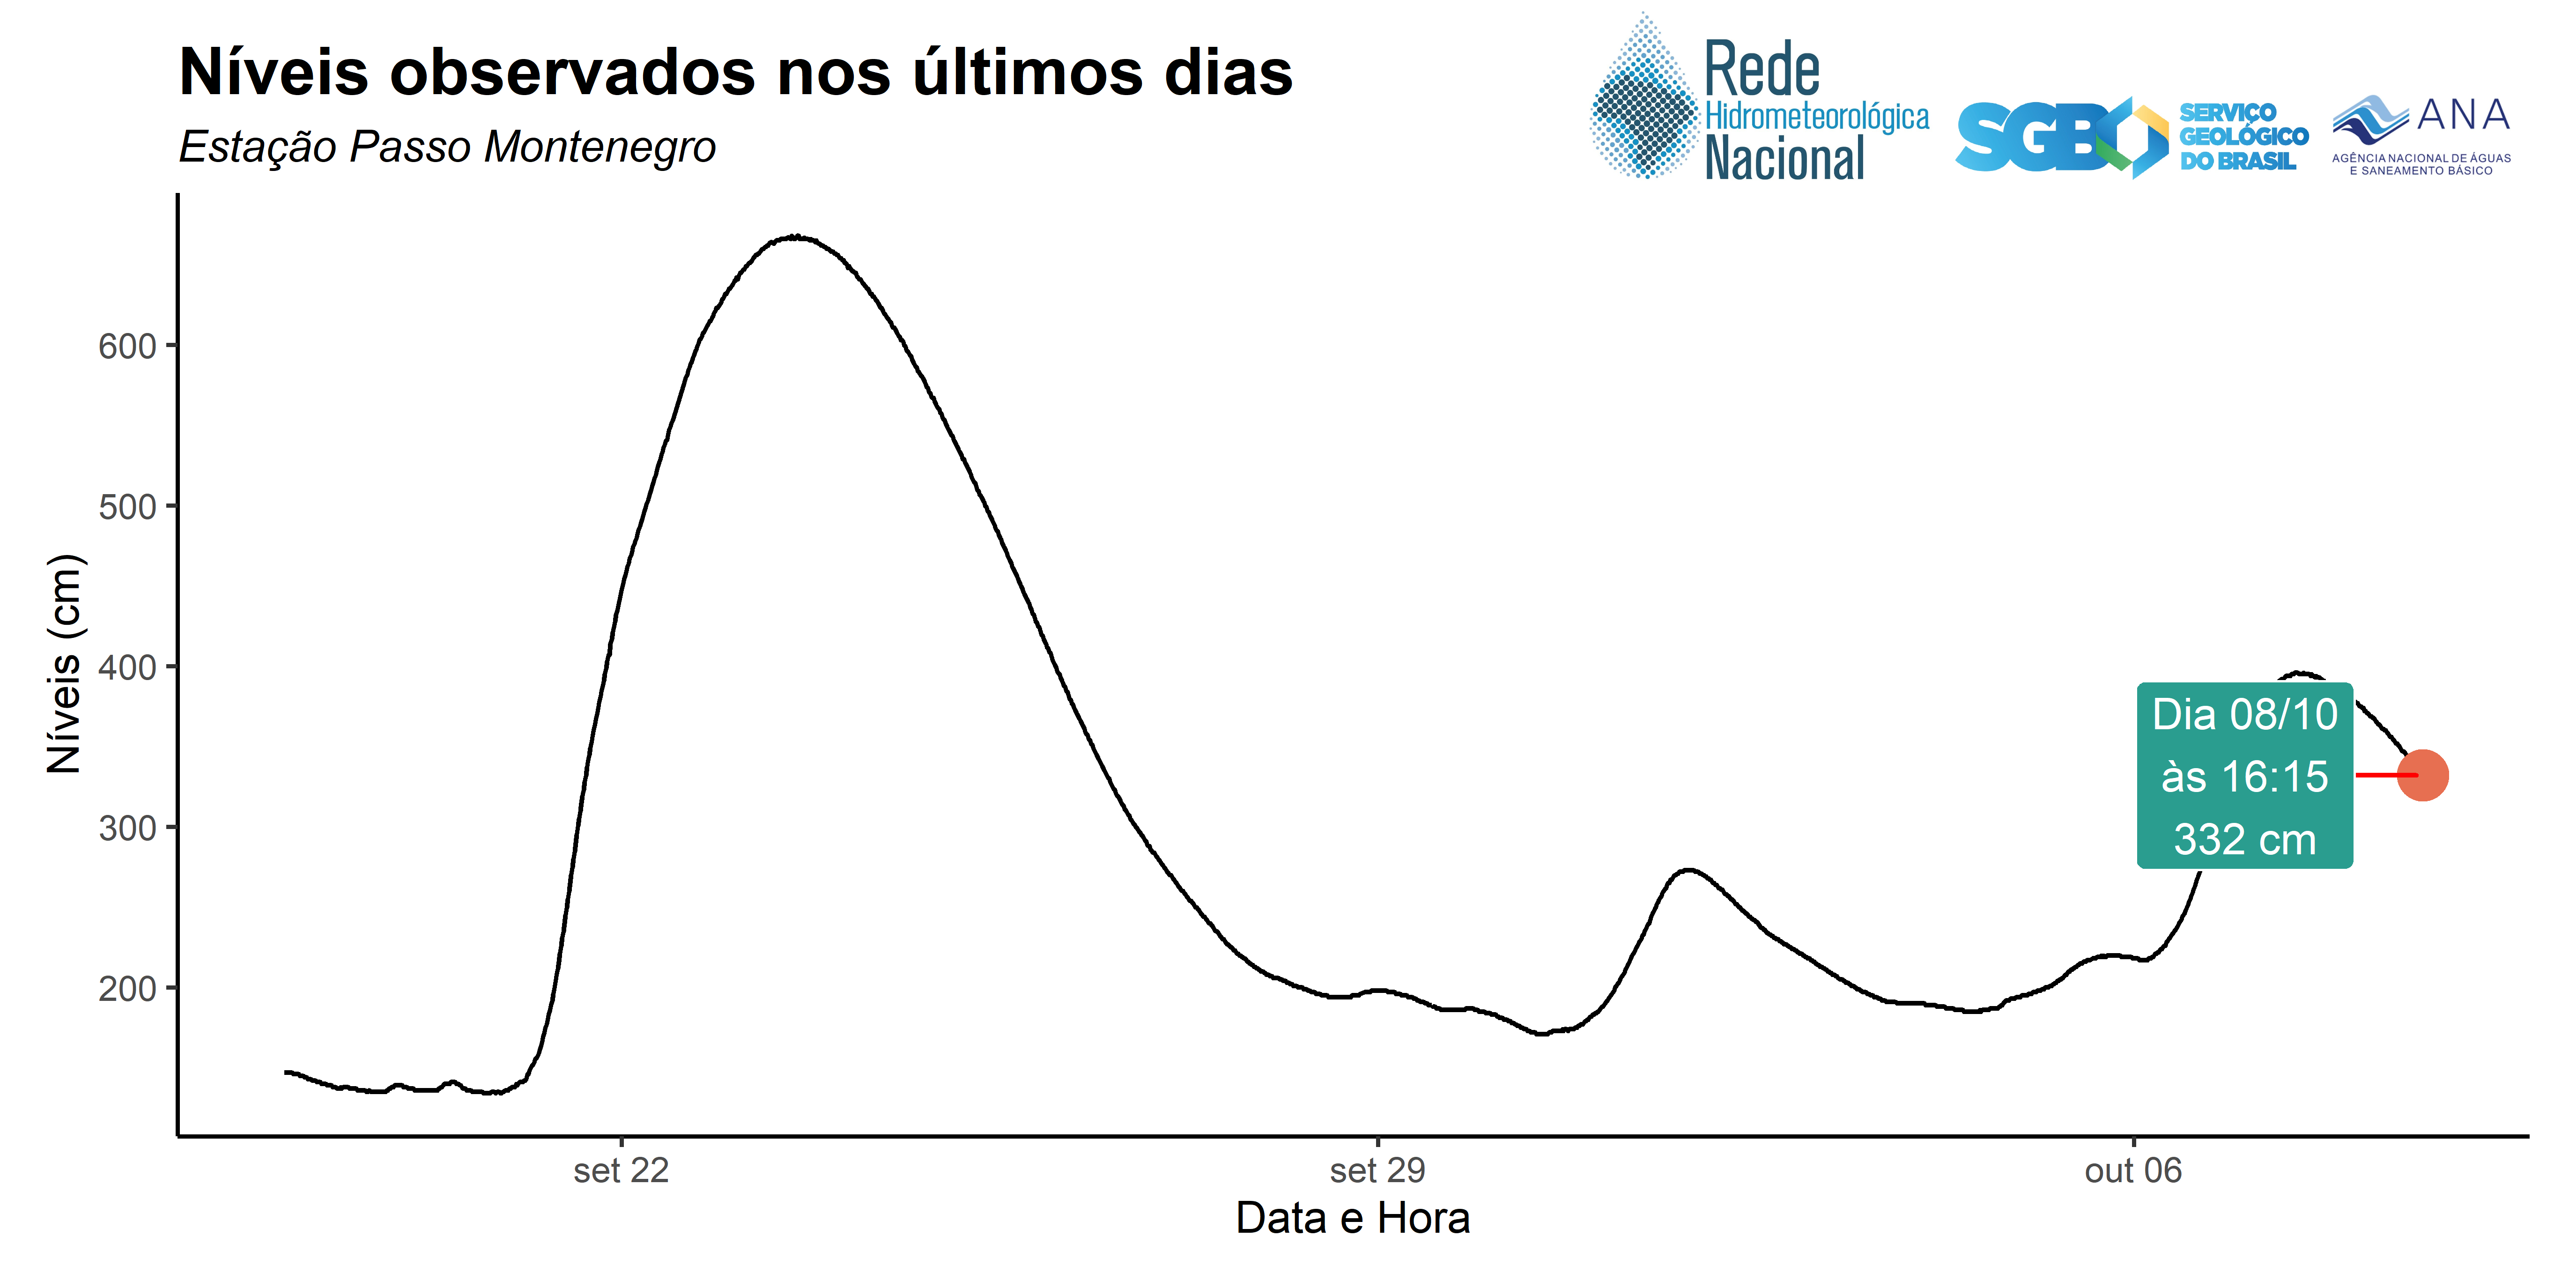 Níveis observados nos últimos dias
Estação Passo Montenegro
Rede
Hidrometeorológica
Nacional
SGB
SERVIÇO
GEOLÓGICO
DO BRASIL
ANA
AGÊNCIA NACIONAL DE ÁGUAS
E SANEAMENTO BÁSICO
Níveis (cm)
600
500
400
300
200
Dia 08/10
às 16:15
332 cm
set 22
set 29
out 06
Data e Hora